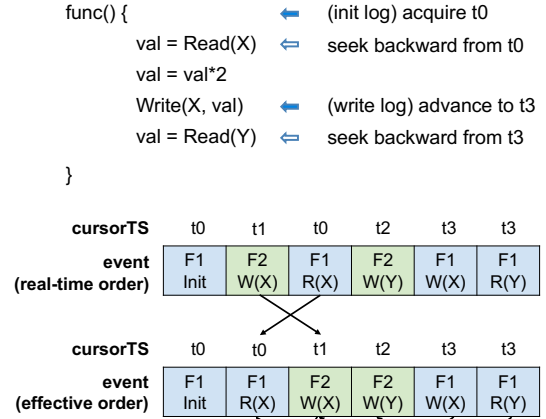 func() { (init log) acquire t0
val = Read(X) seek backward from t0
val = val*2
Write(X, val) (write log) advance to t3
val = Read(Y) seek backward from t3
}
cursorTS t0 t1 t0 t2 t3 t3
event F1 F2 F1 F2 F1 F1
(real-time order) Init W(X) R(X) W(Y) W(X) R(Y)
cursorTS t0 t0 t1 t2 t3 t3
event F1 F1 F2 F2 F1 F1
(effective order) Init R(X) W(X) W(Y) W(X) R(Y)